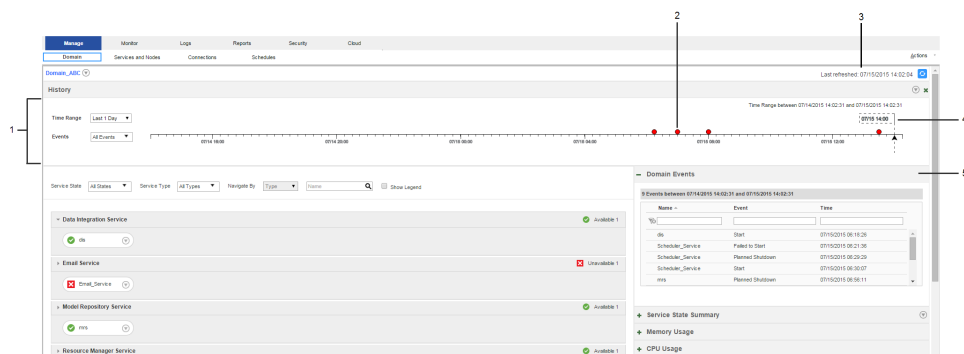 2
3
Manage Monitor Logs Reports Security Cloud
Domain Services and Nodes Connections Schedules
Actions
Domain_ABC
Last refreshed: 07/15/2015 14:02:04
History
Time Range between 07/14/2015 14:02:31 and 07/15/2015 14:02:31
1
Time Range Last 1 Day
07/15 14:00
4
Events All Events
07/14 16:00 07/14 20:00 07/15 00:00 07/15 04:00 07/15 08:00 07/15 12:00
Service State All States Service Type All Types Navigate By Type Name Show Legend
Domain Events
5
9 Events between 07/14/2015 14:02:31 and 07/15/2015 14:02:31
Name Event Time
dis Start 07/15/2015 06:18:28
Scheduler_Service Failed to Start 07/15/2015 06:21:36
Scheduler_Service Planned Shutdown 07/15/2015 06:29:29
Scheduler_Service Start 07/15/2015 06:30:07
mrs Planned Shutdown 07/15/2015 06:56:11
Data Integration Service Available 1
dis
Email Service Unavailable 1
Email_Service
Model Repository Service Available 1
mrs
Resource Manager Service Available 1
Service State Summary
Memory Usage
CPU Usage